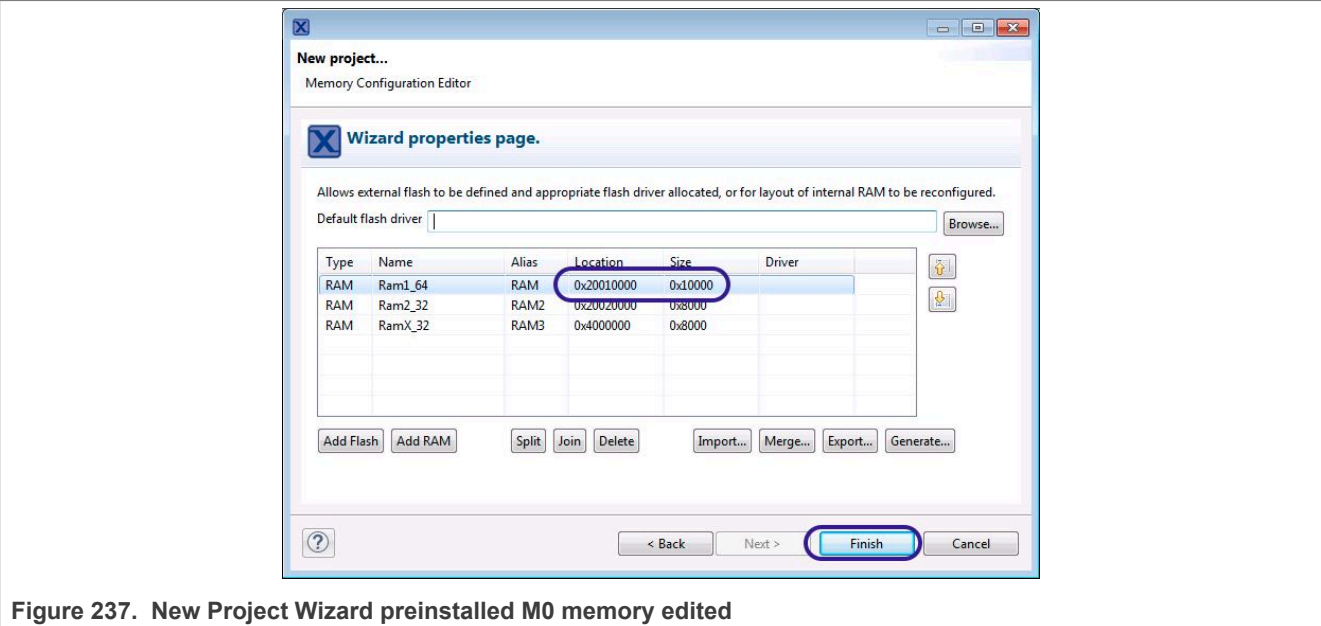 New project...
Memory Configuration Editor
Wizard properties page.
Allows external flash to be defined and appropriate flash driver allocated, or for layout of internal RAM to be reconfigured.
Default flash driver Browse...
Type Name Alias Location Size Driver
RAM Ram1_64 RAM 0x20010000 0x10000
RAM Ram2_32 RAM2 0x20020000 0x8000
RAM RamX_32 RAM3 0x4000000 0x8000
Add Flash Add RAM Split Join Delete Import... Merge... Export... Generate...
? < Back Next > Finish Cancel
Figure 237. New Project Wizard preinstalled M0 memory edited